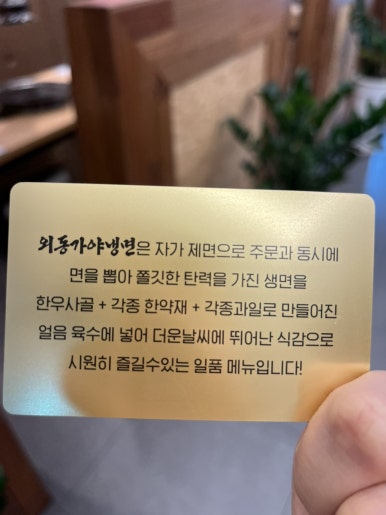 외동가야냉면은 자가 제면으로 주문과 동시에
면을 뽑아 쫄깃한 탄력을 가진 생면을
한우사골 + 각종 한약재 + 각종과일로 만들어진
얼음 육수에 넣어 더운날씨에 뛰어난 식감으로
시원히 즐길수있는 일품 메뉴입니다!